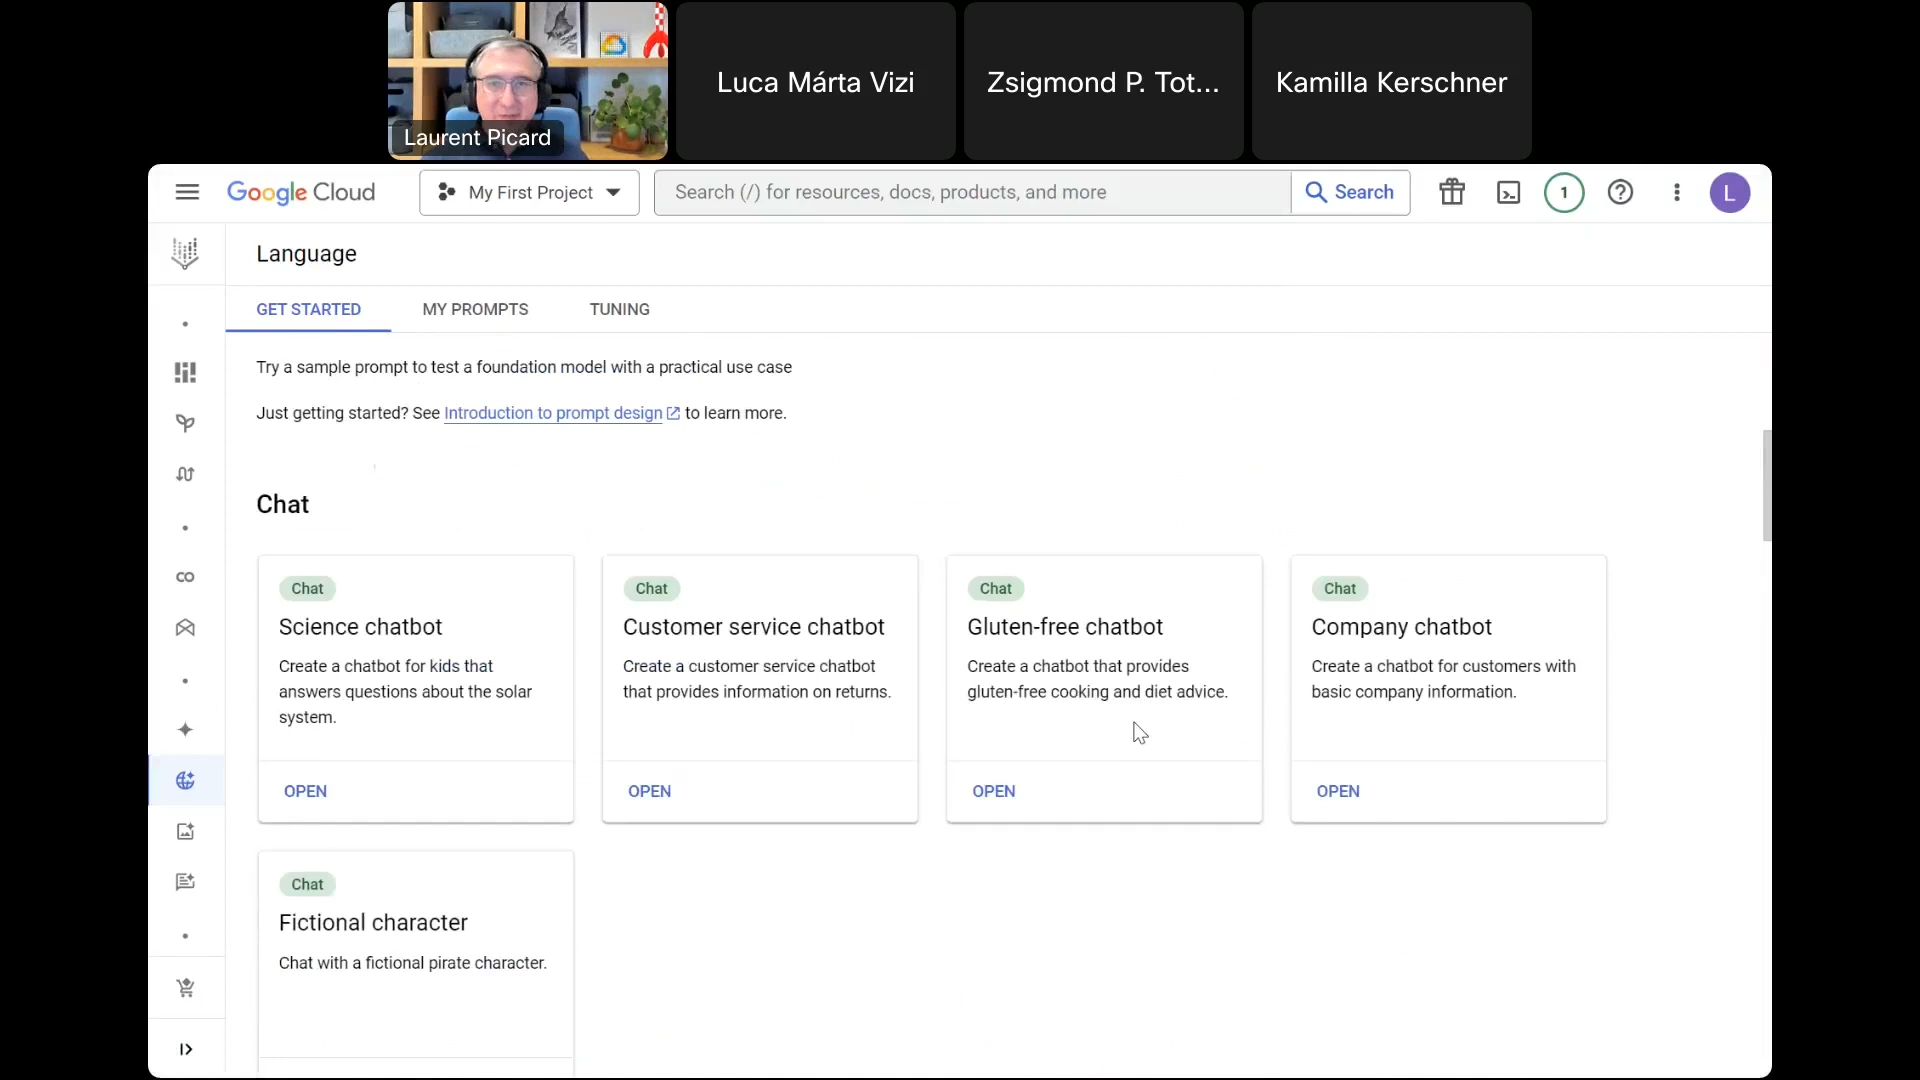 Laurent Picard
Luca Márta Vizi
Zsigmond P. Tot...
Kamilla Kerschner
Google Cloud
My First Project
Search (/) for resources, docs, products, and more
Search
1
L
Language
GET STARTED
MY PROMPTS
TUNING
Try a sample prompt to test a foundation model with a practical use case
Just getting started? See Introduction to prompt design to learn more.
Chat
Chat
Science chatbot
Create a chatbot for kids that
answers questions about the solar
system.
OPEN
Chat
Customer service chatbot
Create a customer service chatbot
that provides information on returns.
OPEN
Chat
Gluten-free chatbot
Create a chatbot that provides
gluten-free cooking and diet advice.
OPEN
Chat
Company chatbot
Create a chatbot for customers with
basic company information.
OPEN
Chat
Fictional character
Chat with a fictional pirate character.